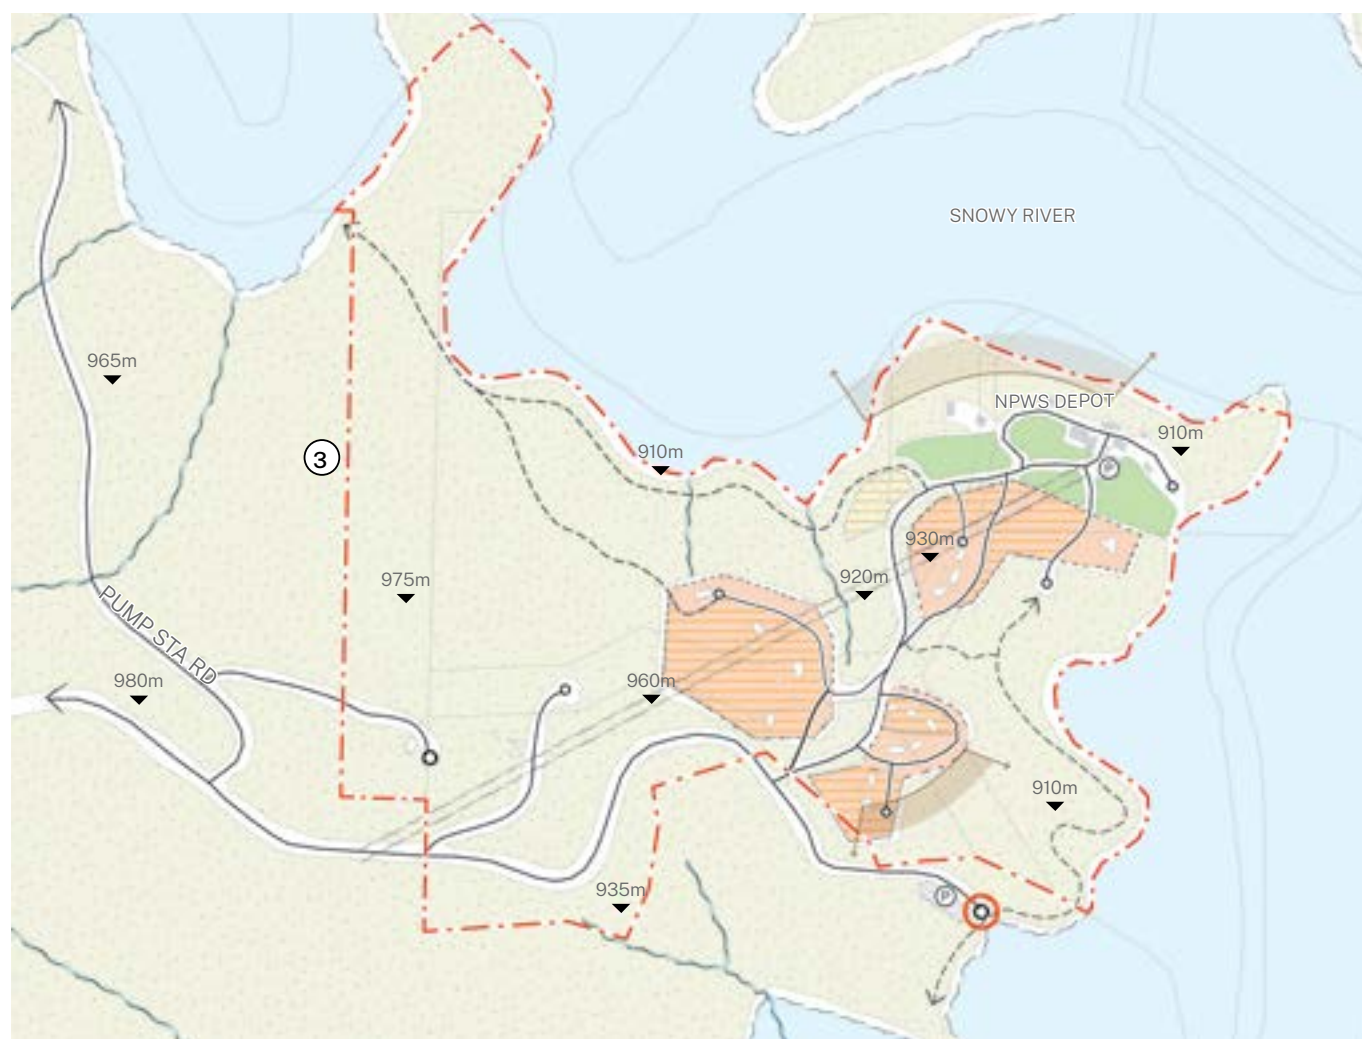 SNOWY RIVER
965m
NPWS DEPOT
910m
910m
3
P
930m
975m
920m
PUMP STA RD
980m
960m
910m
935m
P